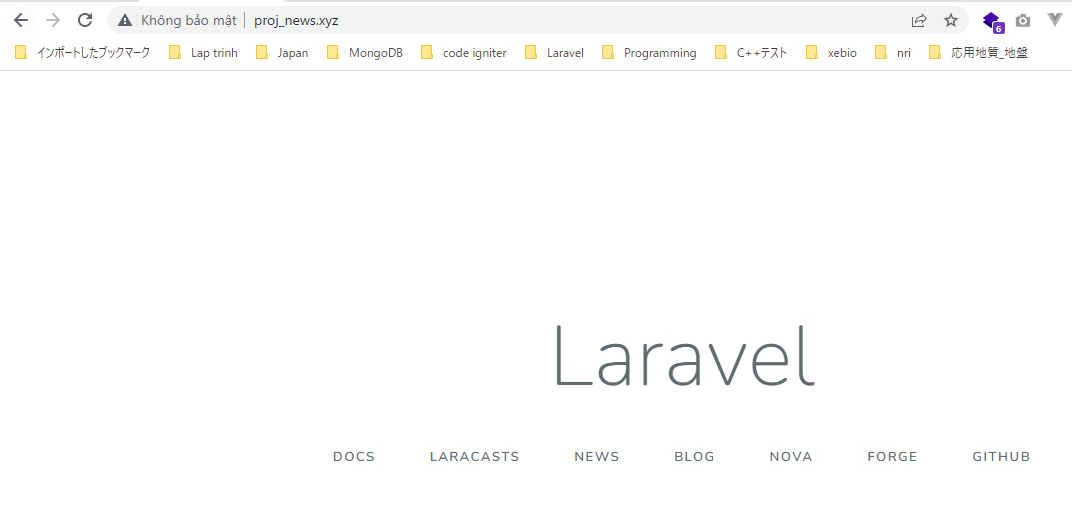 Không bảo mật proj_news.xyz
6
インポートしたブックマーク Lap trinh Japan MongoDB code igniter Laravel Programming C++テスト xebio nri 応用地質_地盤
Laravel
DOCS LARACASTS NEWS BLOG NOVA FORGE GITHUB